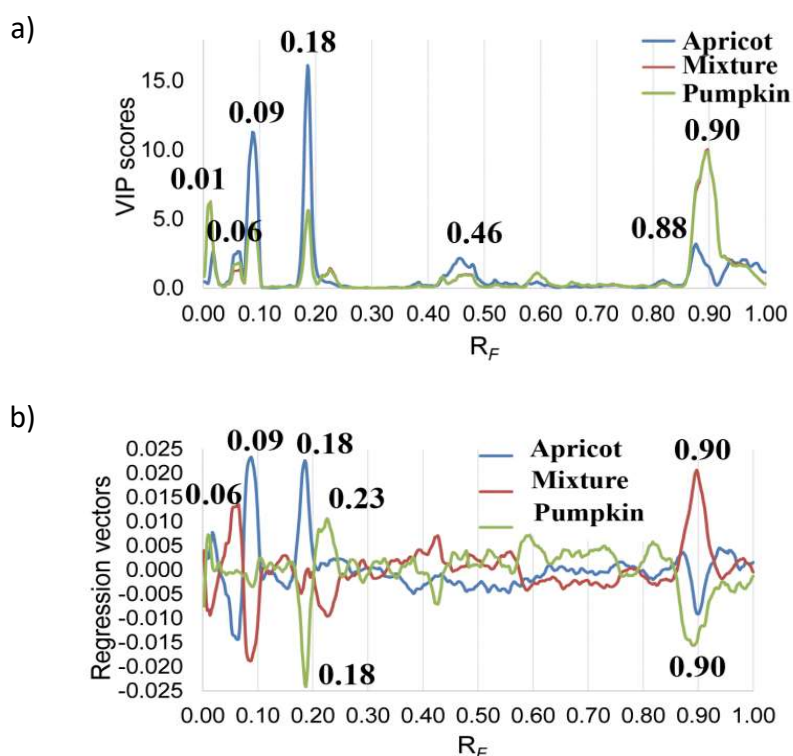 a)
0.18
Apricot
Mixture
Pumpkin
15.0
0.09
10.0
0.90
VIP scores
0.01
5.0
0.06
0.46
0.88
0.0
0.00 0.10 0.20 0.30 0.40 0.50 0.60 0.70 0.80 0.90 1.00
RF
b)
0.025
0.09
0.18
Apricot
0.90
0.020
Mixture
0.015
0.06
0.23
Pumpkin
0.010
0.005
0.000
-0.005
-0.010
-0.015
-0.020
-0.025
Regression vectors
0.18
0.90
0.00 0.10 0.20 0.30 0.40 0.50 0.60 0.70 0.80 0.90 1.00
RF